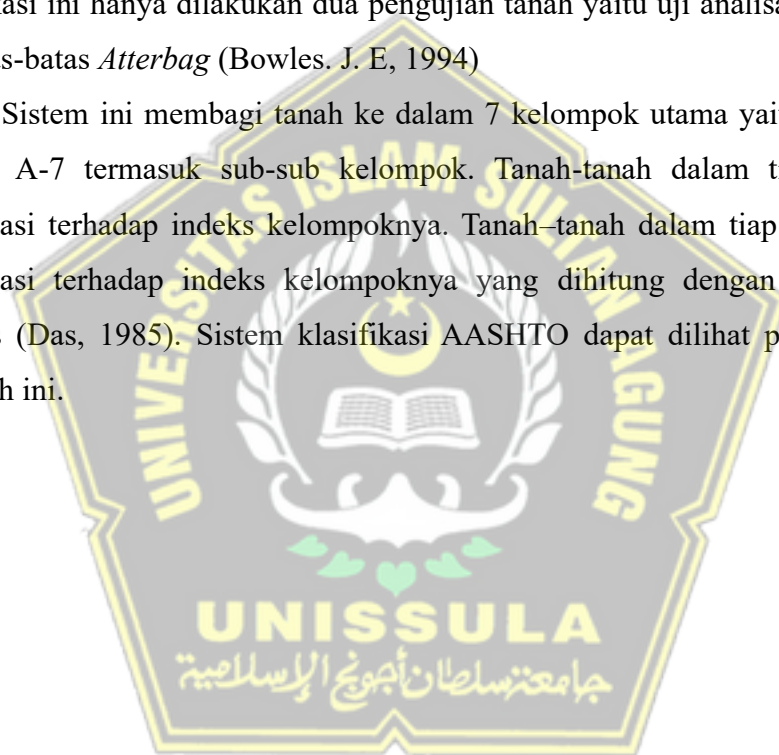 asi ini hanya dilakukan dua pengujian tanah yaitu uji analisa
s-batas Atterbag (Bowles. J. E, 1994)
Sistem ini membagi tanah ke dalam 7 kelompok utama yai
A-7 termasuk sub-sub kelompok. Tanah-tanah dalam ti
asi terhadap indeks kelompoknya. Tanah–tanah dalam tiap
asi terhadap indeks kelompoknya yang dihitung dengan
(Das, 1985). Sistem klasifikasi AASHTO dapat dilihat p
h ini.
UNIVERSITAS ISLAM SULTAN AGUNG
UNISSULA
جامعة سلطان أجونج الإسلامية